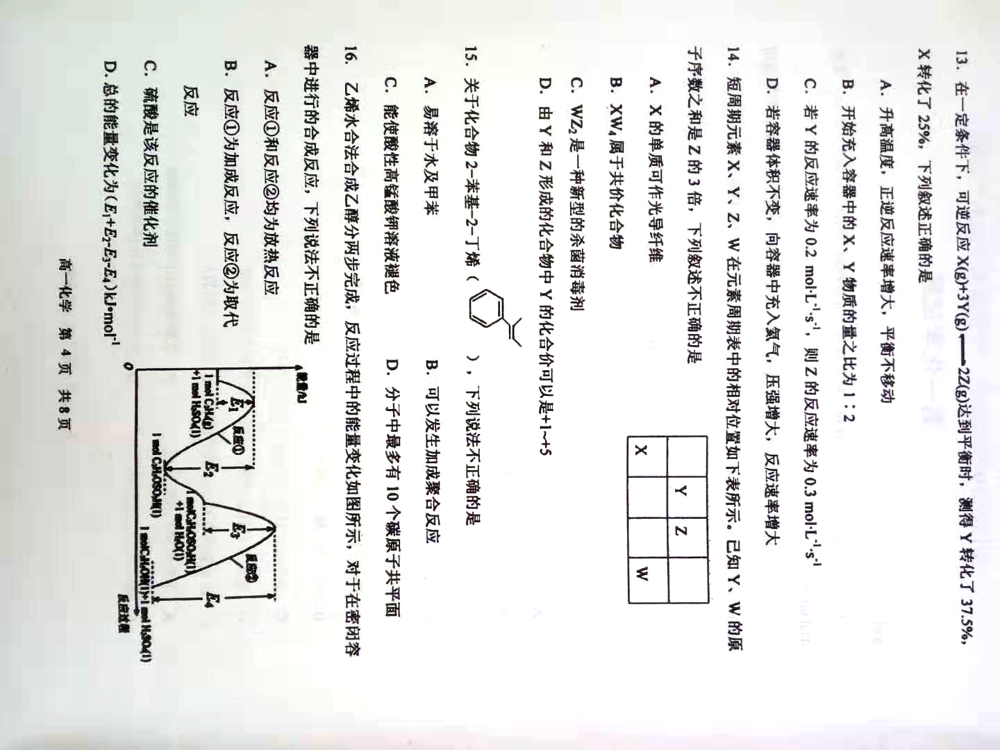 13. 在一定条件下，可逆反应 X(g)+3Y(g)⇌2Z(g)达到平衡时，测得 Y 转化了 37.5%，
X 转化了 25%，下列叙述正确的是
A．升高温度，正逆反应速率增大，平衡不移动
B．开始充入容器中的 X、Y 物质的量之比为 1：2
C．若 Y 的反应速率为 0.2 mol·L⁻¹·s⁻¹，则 Z 的反应速率为 0.3 mol·L⁻¹·s⁻¹
D．若容器体积不变，向容器中充入氦气，压强增大，反应速率增大
14．短周期元素 X、Y、Z、W 在元素周期表中的相对位置如下表所示。已知 Y、W 的原
子序数之和是 Z 的 3 倍，下列叙述不正确的是
Y Z
X W
A．X 的单质可作光导纤维
B．XW₄属于共价化合物
C．WZ₂是一种新型的杀菌消毒剂
D．由 Y 和 Z 形成的化合物中 Y 的化合价可以是+1~+5
15．关于化合物 2-苯基-2-丁烯（ ），下列说法不正确的是
A．易溶于水及甲苯 B．可以发生加成聚合反应
C．能使酸性高锰酸钾溶液褪色 D．分子中最多有 10 个碳原子共平面
16．乙烯水合法合成乙醇分两步完成，反应过程中的能量变化如图所示，对于在密闭容
器中进行的合成反应，下列说法不正确的是
A．反应①和反应②均为放热反应
B．反应①为加成反应，反应②为取代
反应
C．硫酸是该反应的催化剂
D．总的能量变化为(E₁+E₂-E₃-E₄)kJ•mol⁻¹
能量/kJ
E₁
反应①
1 mol C₂H₄(g)
+1 mol H₂SO₄(l)
E₂
1 mol C₂H₅OSO₃H(l)
E₃
反应②
1 molC₂H₅OSO₃H(l)
+1 mol H₂O(l)
E₄
1 molC₂H₅OH(l)+1 mol H₂SO₄(l)
O
反应过程
高一化学 第 4 页 共 8 页